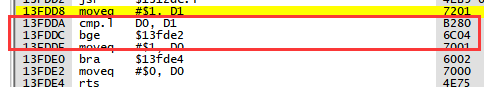 13FDD8 moveq #$1, D1 7201
13FDDA cmp.l D0, D1 B280
13FDDC bge $13fde2 6C04
13FDDE moveq #$1, D0 7001
13FDE0 bra $13fde4 6002
13FDE2 moveq #$0, D0 7000
13FDE4 rts 4E75